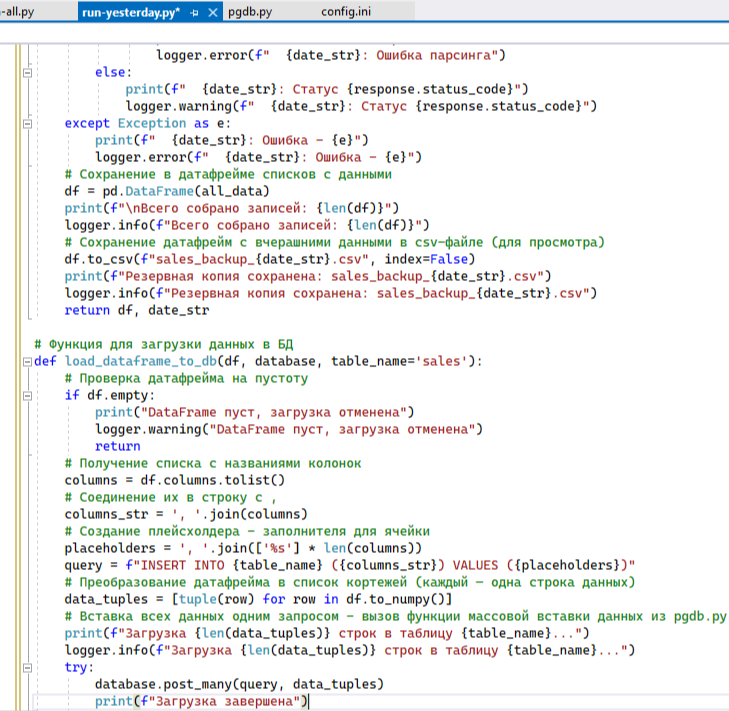 -all.py run-yesterday.py* pgdb.py config.ini
logger.error(f"  {date_str}: Ошибка парсинга")
else:
print(f"  {date_str}: Статус {response.status_code}")
logger.warning(f"  {date_str}: Статус {response.status_code}")
except Exception as e:
print(f"  {date_str}: Ошибка – {e}")
logger.error(f"  {date_str}: Ошибка – {e}")
# Сохранение в датафрейме списков с данными
df = pd.DataFrame(all_data)
print(f"\nВсего собрано записей: {len(df)}")
logger.info(f"Всего собрано записей: {len(df)}")
# Сохранение датафрейм с вчерашними данными в csv-файле (для просмотра)
df.to_csv(f"sales_backup_{date_str}.csv", index=False)
print(f"Резервная копия сохранена: sales_backup_{date_str}.csv")
logger.info(f"Резервная копия сохранена: sales_backup_{date_str}.csv")
return df, date_str
# Функция для загрузки данных в БД
def load_dataframe_to_db(df, database, table_name='sales'):
# Проверка датафрейма на пустоту
if df.empty:
print("DataFrame пуст, загрузка отменена")
logger.warning("DataFrame пуст, загрузка отменена")
return
# Получение списка с названиями колонок
columns = df.columns.tolist()
# Соединение их в строку с ,
columns_str = ', '.join(columns)
# Создание плейсхолдера – заполнителя для ячейки
placeholders = ', '.join(['%s'] * len(columns))
query = f"INSERT INTO {table_name} ({columns_str}) VALUES ({placeholders})"
# Преобразование датафрейма в список кортежей (каждый – одна строка данных)
data_tuples = [tuple(row) for row in df.to_numpy()]
# Вставка всех данных одним запросом – вызов функции массовой вставки данных из pgdb.py
print(f"Загрузка {len(data_tuples)} строк в таблицу {table_name}...")
logger.info(f"Загрузка {len(data_tuples)} строк в таблицу {table_name}...")
try:
database.post_many(query, data_tuples)
print(f"Загрузка завершена")